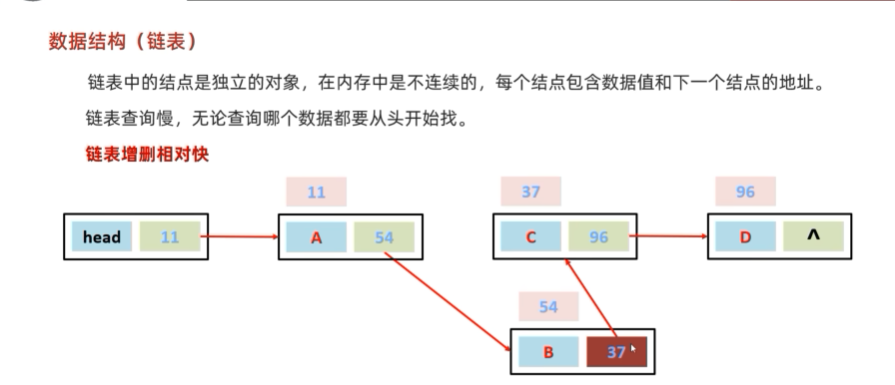 数据结构（链表）
链表中的结点是独立的对象，在内存中是不连续的，每个结点包含数据值和下一个结点的地址。
链表查询慢，无论查询哪个数据都要从头开始找。
链表增删相对快
11 37 96
head 11 A 54 C 96 D ^
54
B 37